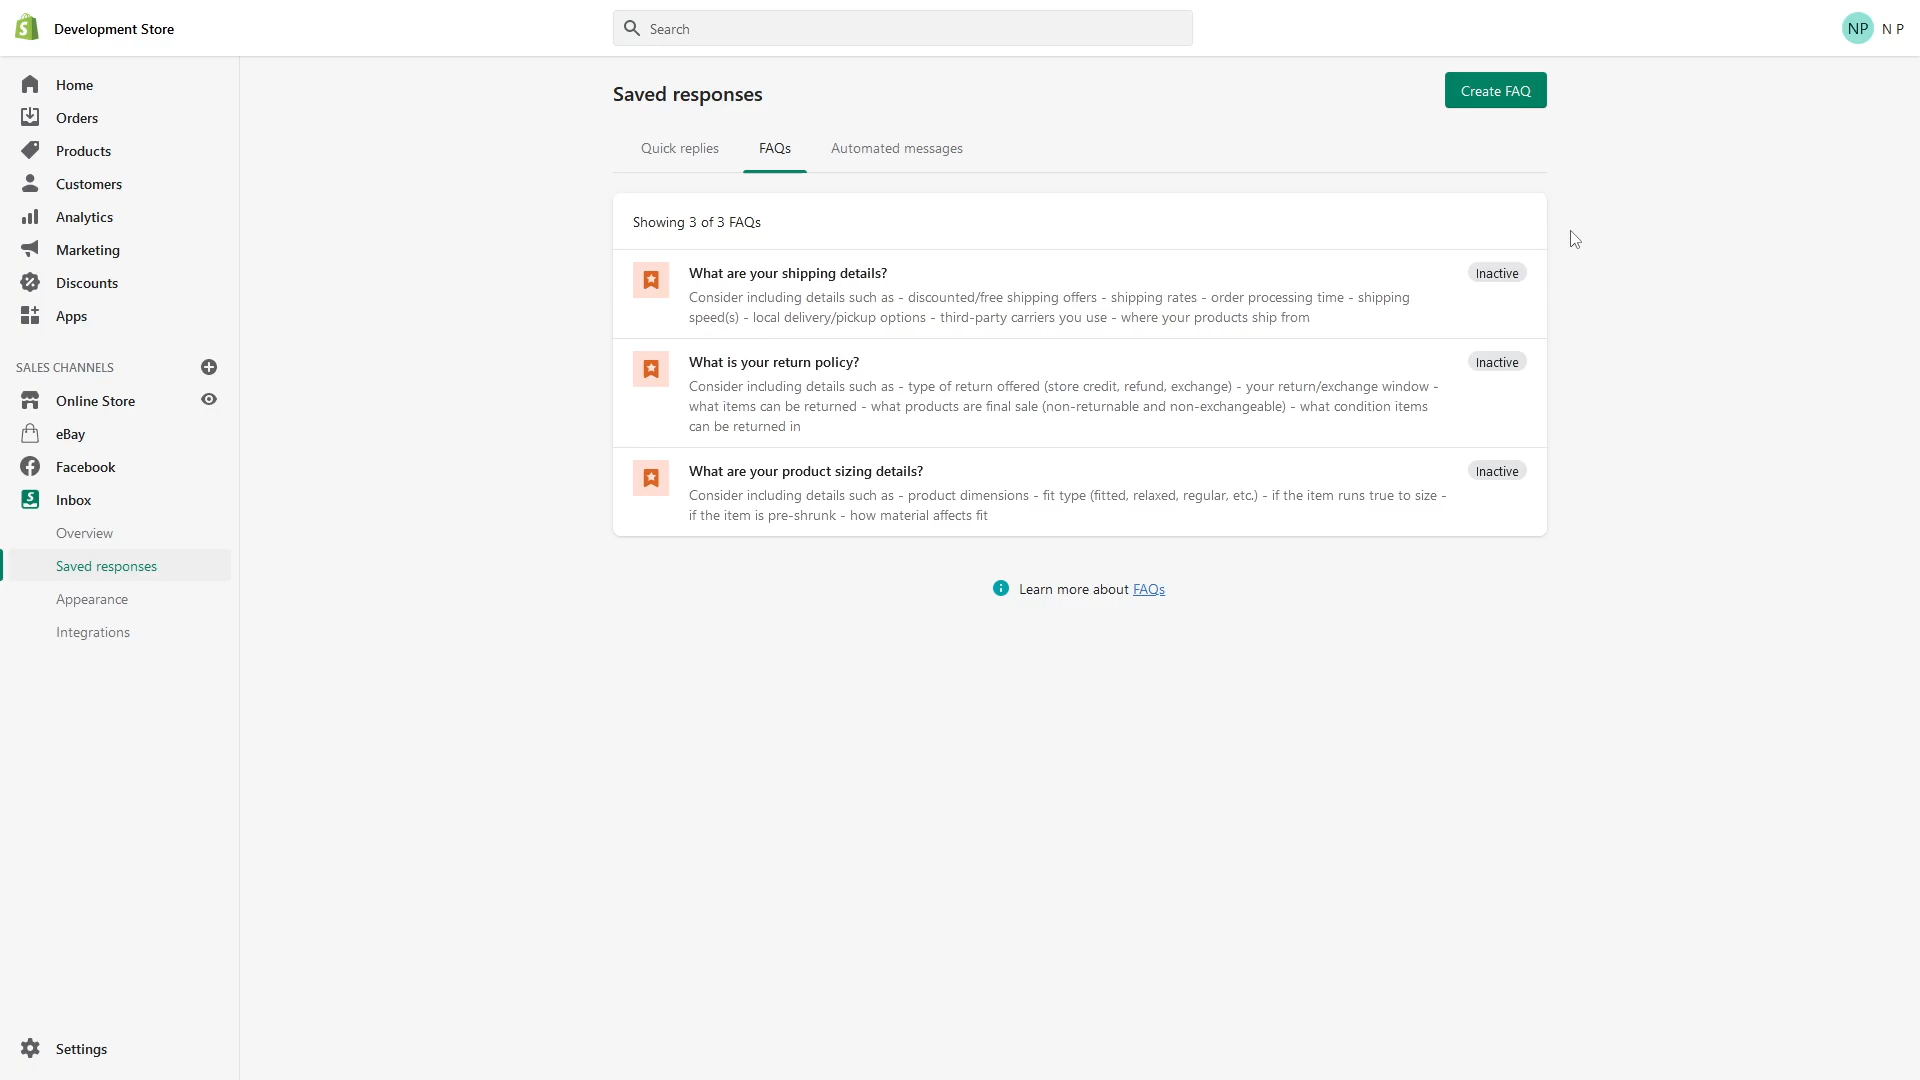 Development Store
Search
NP
N P
Home
Orders
Products
Customers
Analytics
Marketing
Discounts
Apps
SALES CHANNELS
Online Store
eBay
Facebook
Inbox
Overview
Saved responses
Appearance
Integrations
Settings
Saved responses
Create FAQ
Quick replies
FAQs
Automated messages
Showing 3 of 3 FAQs
What are your shipping details?
Inactive
Consider including details such as - discounted/free shipping offers - shipping rates - order processing time - shipping
speed(s) - local delivery/pickup options - third-party carriers you use - where your products ship from
What is your return policy?
Inactive
Consider including details such as - type of return offered (store credit, refund, exchange) - your return/exchange window -
what items can be returned - what products are final sale (non-returnable and non-exchangeable) - what condition items
can be returned in
What are your product sizing details?
Inactive
Consider including details such as - product dimensions - fit type (fitted, relaxed, regular, etc.) - if the item runs true to size -
if the item is pre-shrunk - how material affects fit
Learn more about FAQs